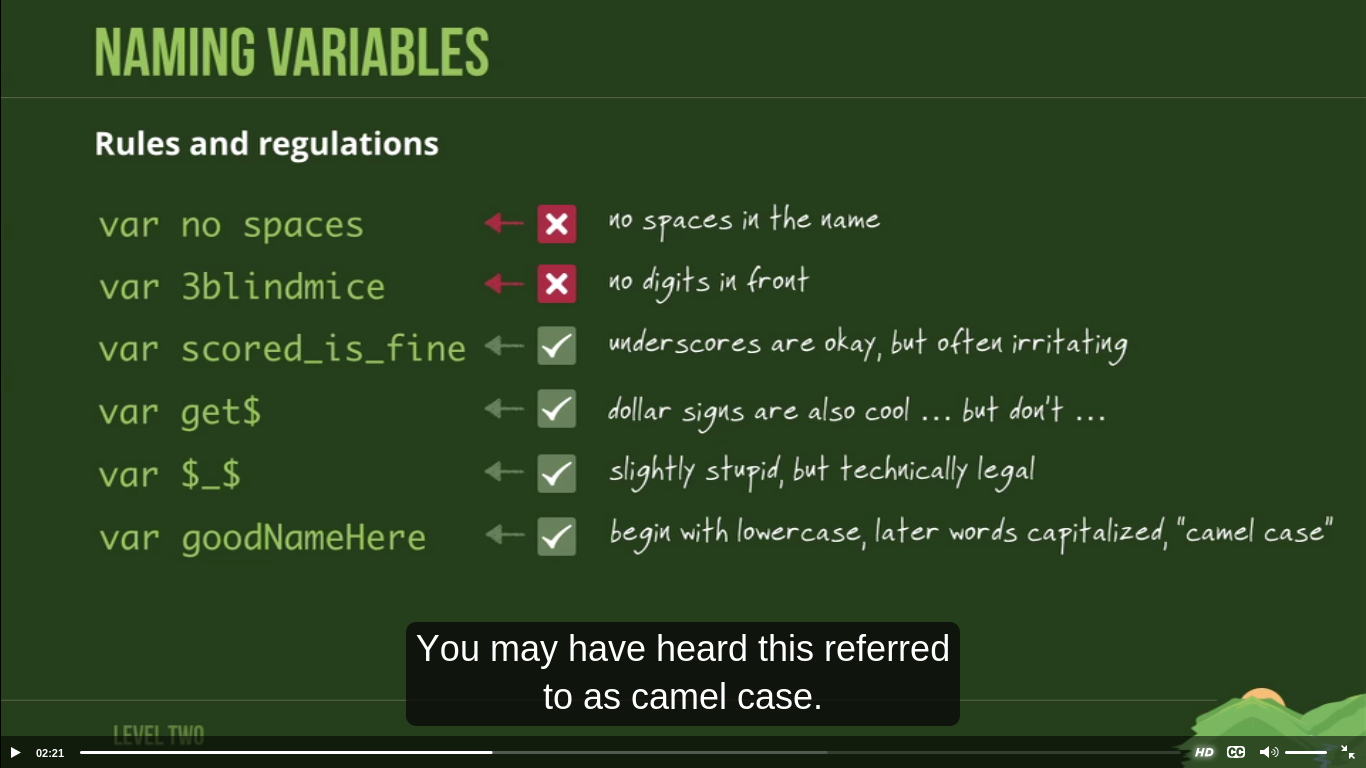 NAMING VARIABLES
Rules and regulations
var no spaces no spaces in the name
var 3blindmice no digits in front
var scored_is_fine underscores are okay, but often irritating
var get$ dollar signs are also cool ... but don't ...
var $_$ slightly stupid, but technically legal
var goodNameHere begin with lowercase, later words capitalized, "camel case"
You may have heard this referred
to as camel case.
LEVEL TWO
02:21 HD CC